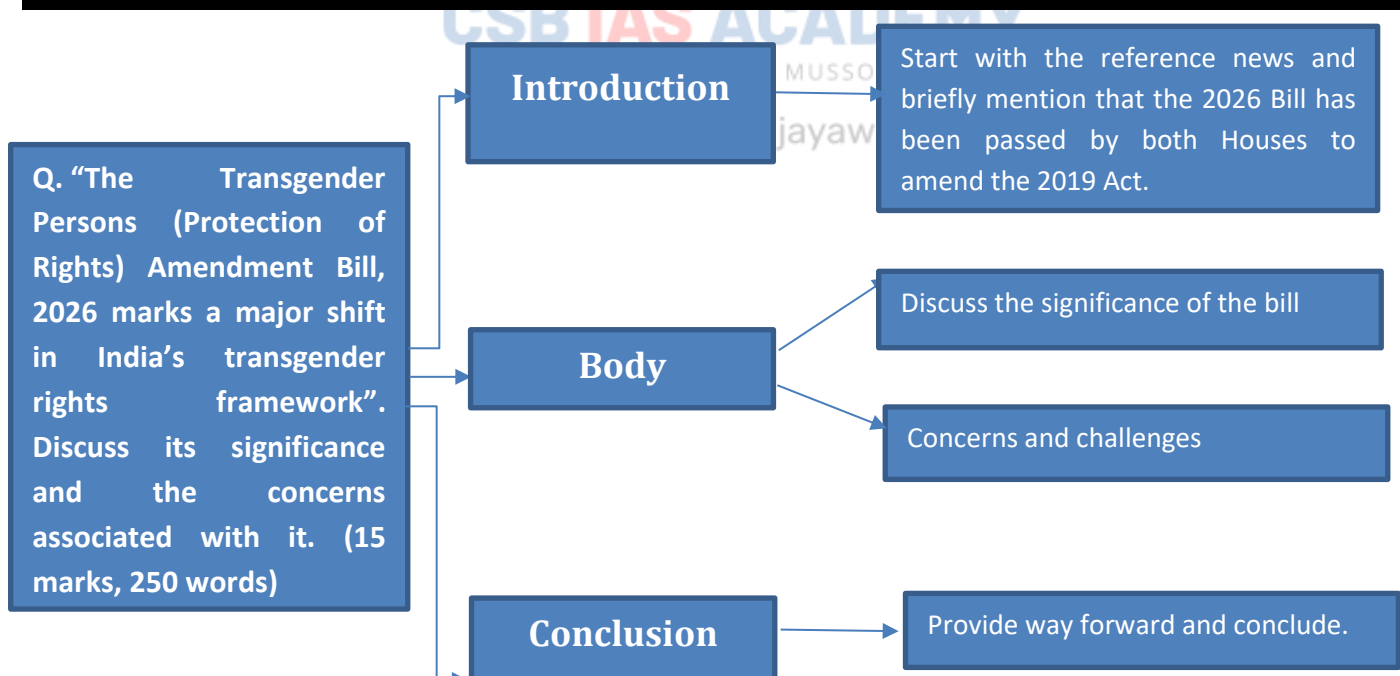 CSB IAS ACADEMY
MUSSO
jayaw
Q. “The Transgender
Persons (Protection of
Rights) Amendment Bill,
2026 marks a major shift
in India’s transgender
rights framework”.
Discuss its significance
and the concerns
associated with it. (15
marks, 250 words)
Introduction
Start with the reference news and
briefly mention that the 2026 Bill has
been passed by both Houses to
amend the 2019 Act.
Body
Discuss the significance of the bill
Concerns and challenges
Conclusion
Provide way forward and conclude.